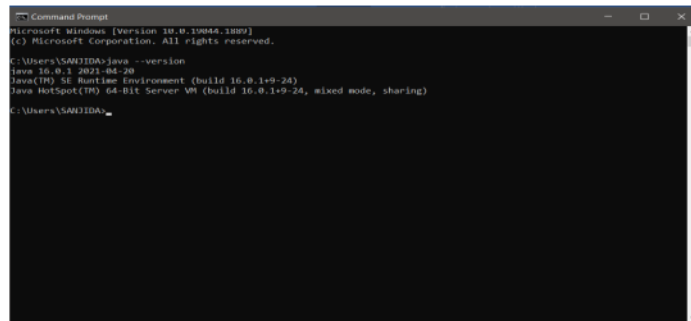 Command Prompt
Microsoft Windows [Version 10.0.19044.1889]
(c) Microsoft Corporation. All rights reserved.
C:\Users\SANJIDA>java --version
java 16.0.1 2021-04-20
Java(TM) SE Runtime Environment (build 16.0.1+9-24)
Java HotSpot(TM) 64-Bit Server VM (build 16.0.1+9-24, mixed mode, sharing)
C:\Users\SANJIDA>